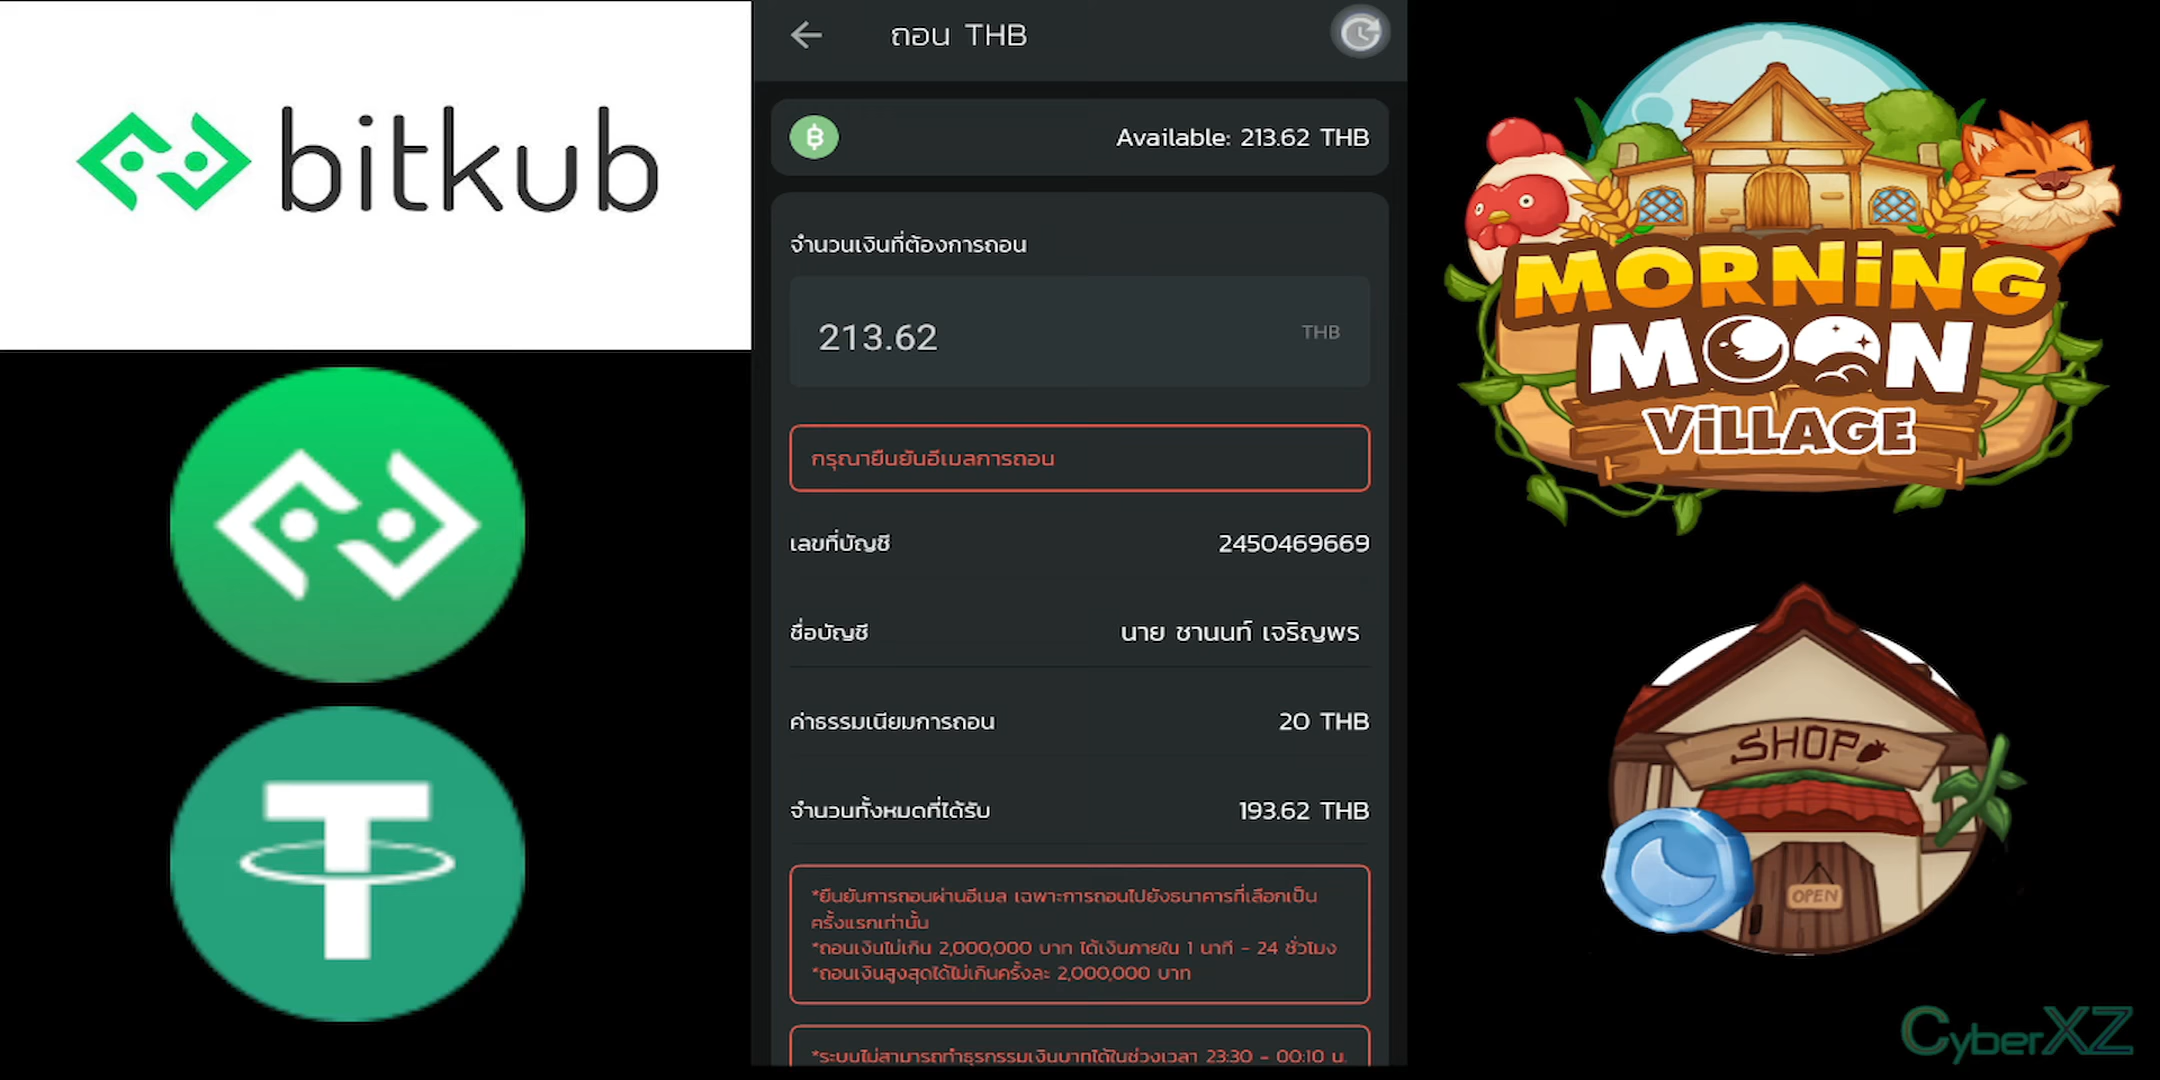 bitkub
ถอน THB
Available: 213.62 THB
จำนวนเงินที่ต้องการถอน
213.62 THB
กรุณายืนยันอีเมลการถอน
เลขที่บัญชี 2450469669
ชื่อบัญชี นาย ชานนท์ เจริญพร
ค่าธรรมเนียมการถอน 20 THB
จำนวนทั้งหมดที่ได้รับ 193.62 THB
*ยืนยันการถอนผ่านอีเมล เฉพาะการถอนไปยังธนาคารที่เลือกเป็น
ครั้งแรกเท่านั้น
*ถอนเงินไม่เกิน 2,000,000 บาท ได้เงินภายใน 1 นาที - 24 ชั่วโมง
*ถอนเงินสูงสุดได้ไม่เกินครั้งละ 2,000,000 บาท
*ระบบไม่สามารถทำธุรกรรมเงินบาทได้ในช่วงเวลา 23:30 - 00:10 น.
MORNiNG
MOON
ViLLAGE
SHOP
OPEN
CyberXZ